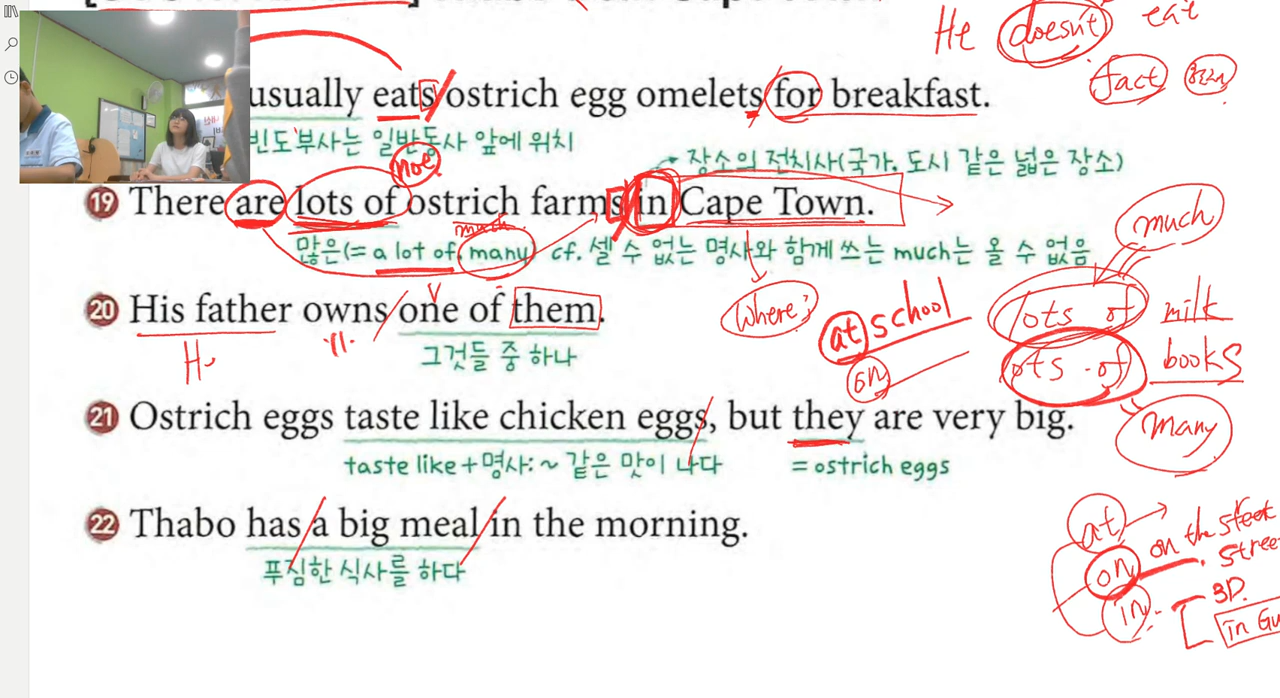 He doesn't eat
fact
usually eats ostrich egg omelets for breakfast.
빈도부사는 일반동사 앞에 위치
장소의 전치사(국가, 도시 같은 넓은 장소)
19 There are lots of ostrich farms in Cape Town.
much
많은(= a lot of, many) cf. 셀 수 없는 명사와 함께 쓰는 much는 올 수 없음
much
20 His father owns one of them.
He
그것들 중 하나
where?
at school
on
lots of milk
lots of books
many
21 Ostrich eggs taste like chicken eggs, but they are very big.
taste like+명사: ~ 같은 맛이 나다
= ostrich eggs
22 Thabo has a big meal in the morning.
푸짐한 식사를 하다
at
on
on the street
street
in
3D
in